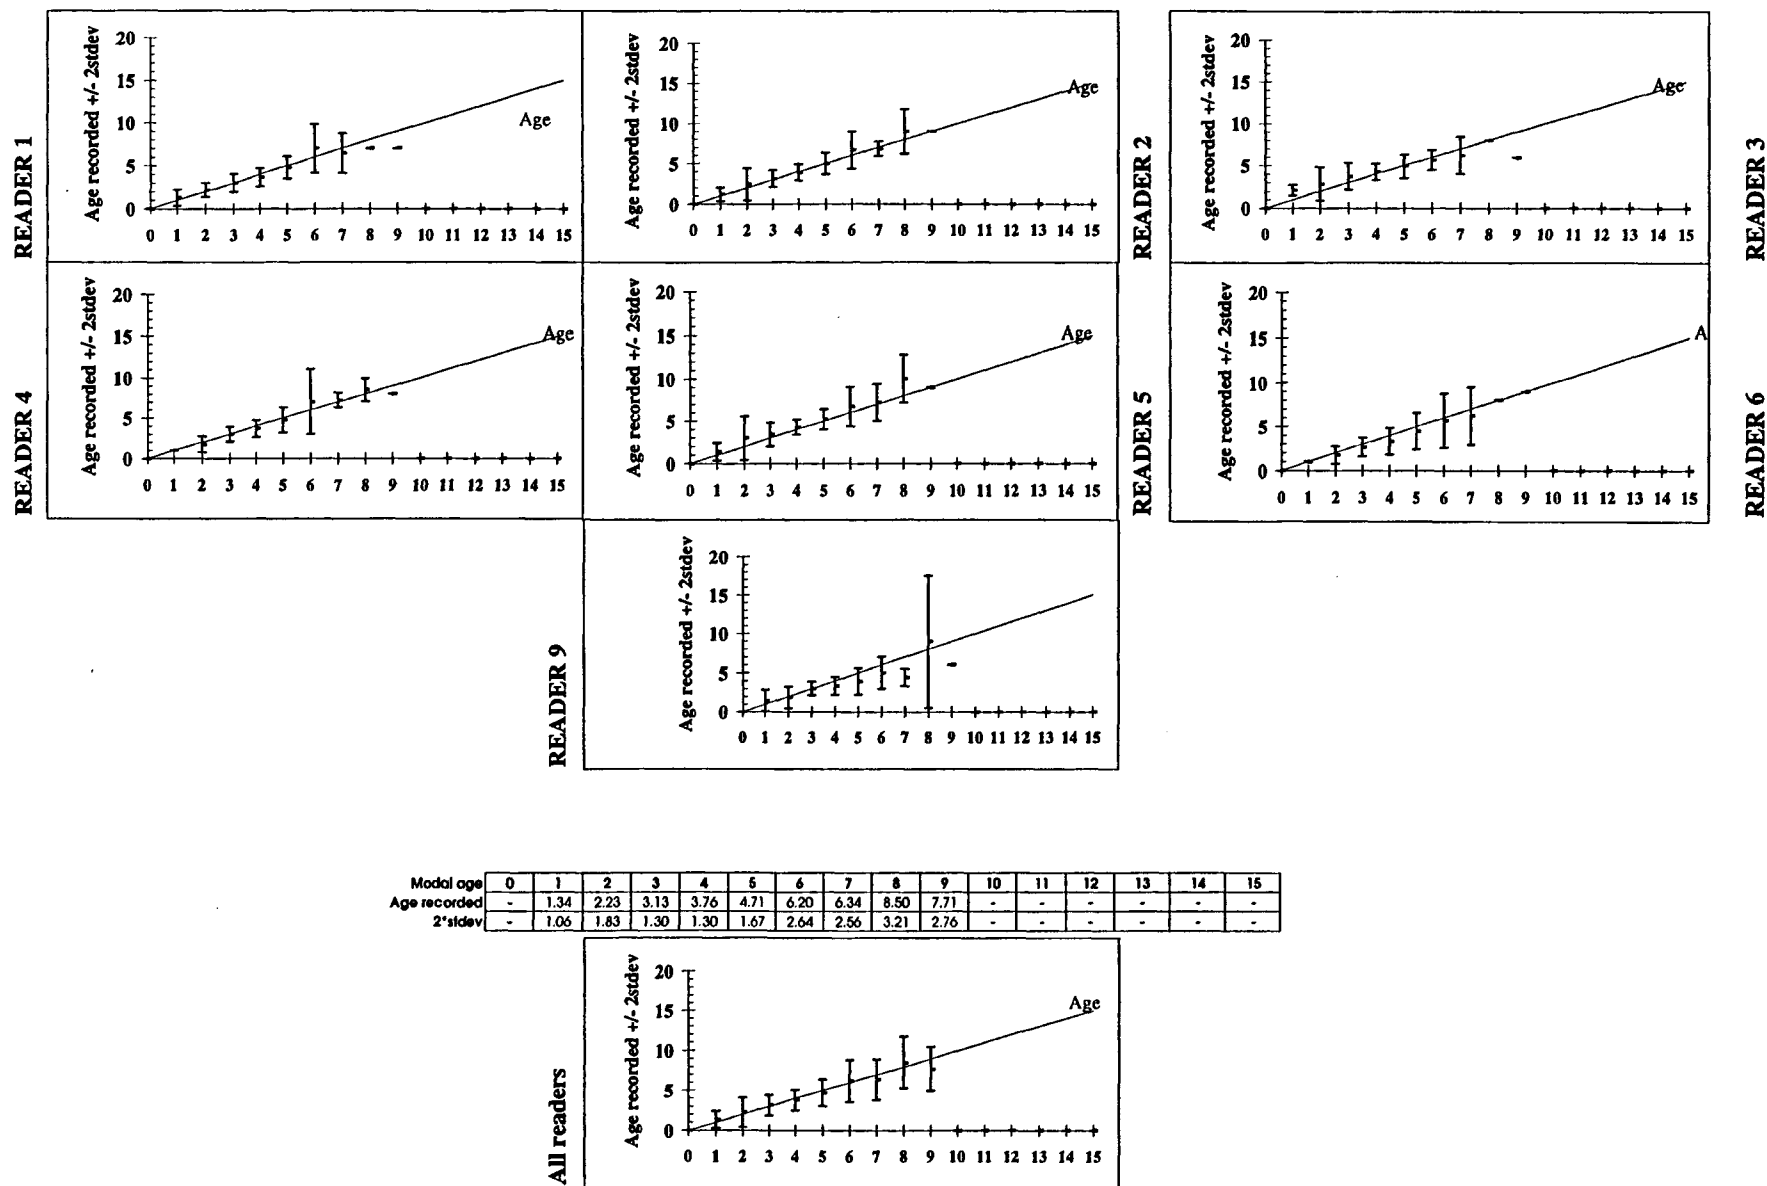 READER 1
Age recorded +/- 2stdev
20
15
10
5
0
0 1 2 3 4 5 6 7 8 9 10 11 12 13 14 15
Age
READER 2
Age recorded +/- 2stdev
20
15
10
5
0
0 1 2 3 4 5 6 7 8 9 10 11 12 13 14 15
Age
READER 3
Age recorded +/- 2stdev
20
15
10
5
0
0 1 2 3 4 5 6 7 8 9 10 11 12 13 14 15
Age
READER 4
Age recorded +/- 2stdev
20
15
10
5
0
0 1 2 3 4 5 6 7 8 9 10 11 12 13 14 15
Age
READER 5
Age recorded +/- 2stdev
20
15
10
5
0
0 1 2 3 4 5 6 7 8 9 10 11 12 13 14 15
Age
READER 6
Age recorded +/- 2stdev
20
15
10
5
0
0 1 2 3 4 5 6 7 8 9 10 11 12 13 14 15
A
READER 9
Age recorded +/- 2stdev
20
15
10
5
0
0 1 2 3 4 5 6 7 8 9 10 11 12 13 14 15
Modal age 0 1 2 3 4 5 6 7 8 9 10 11 12 13 14 15
Age recorded - 1.34 2.23 3.13 3.76 4.71 6.20 6.34 8.50 7.71 - - - - - -
2*stdev - 1.06 1.83 1.30 1.30 1.67 2.64 2.56 3.21 2.76 - - - - - -
All readers
Age recorded +/- 2stdev
20
15
10
5
0
0 1 2 3 4 5 6 7 8 9 10 11 12 13 14 15
Age